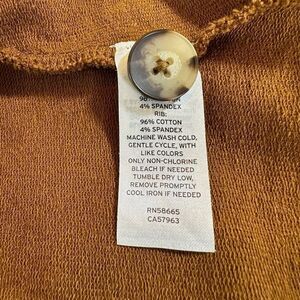 4% SPANDEX
RIB:
96% COTTON
4% SPANDEX
MACHINE WASH COLD,
GENTLE CYCLE, WITH
LIKE COLORS
ONLY NON-CHLORINE
BLEACH IF NEEDED
TUMBLE DRY LOW,
REMOVE PROMPTLY
COOL IRON IF NEEDED
RN58665
CA57963